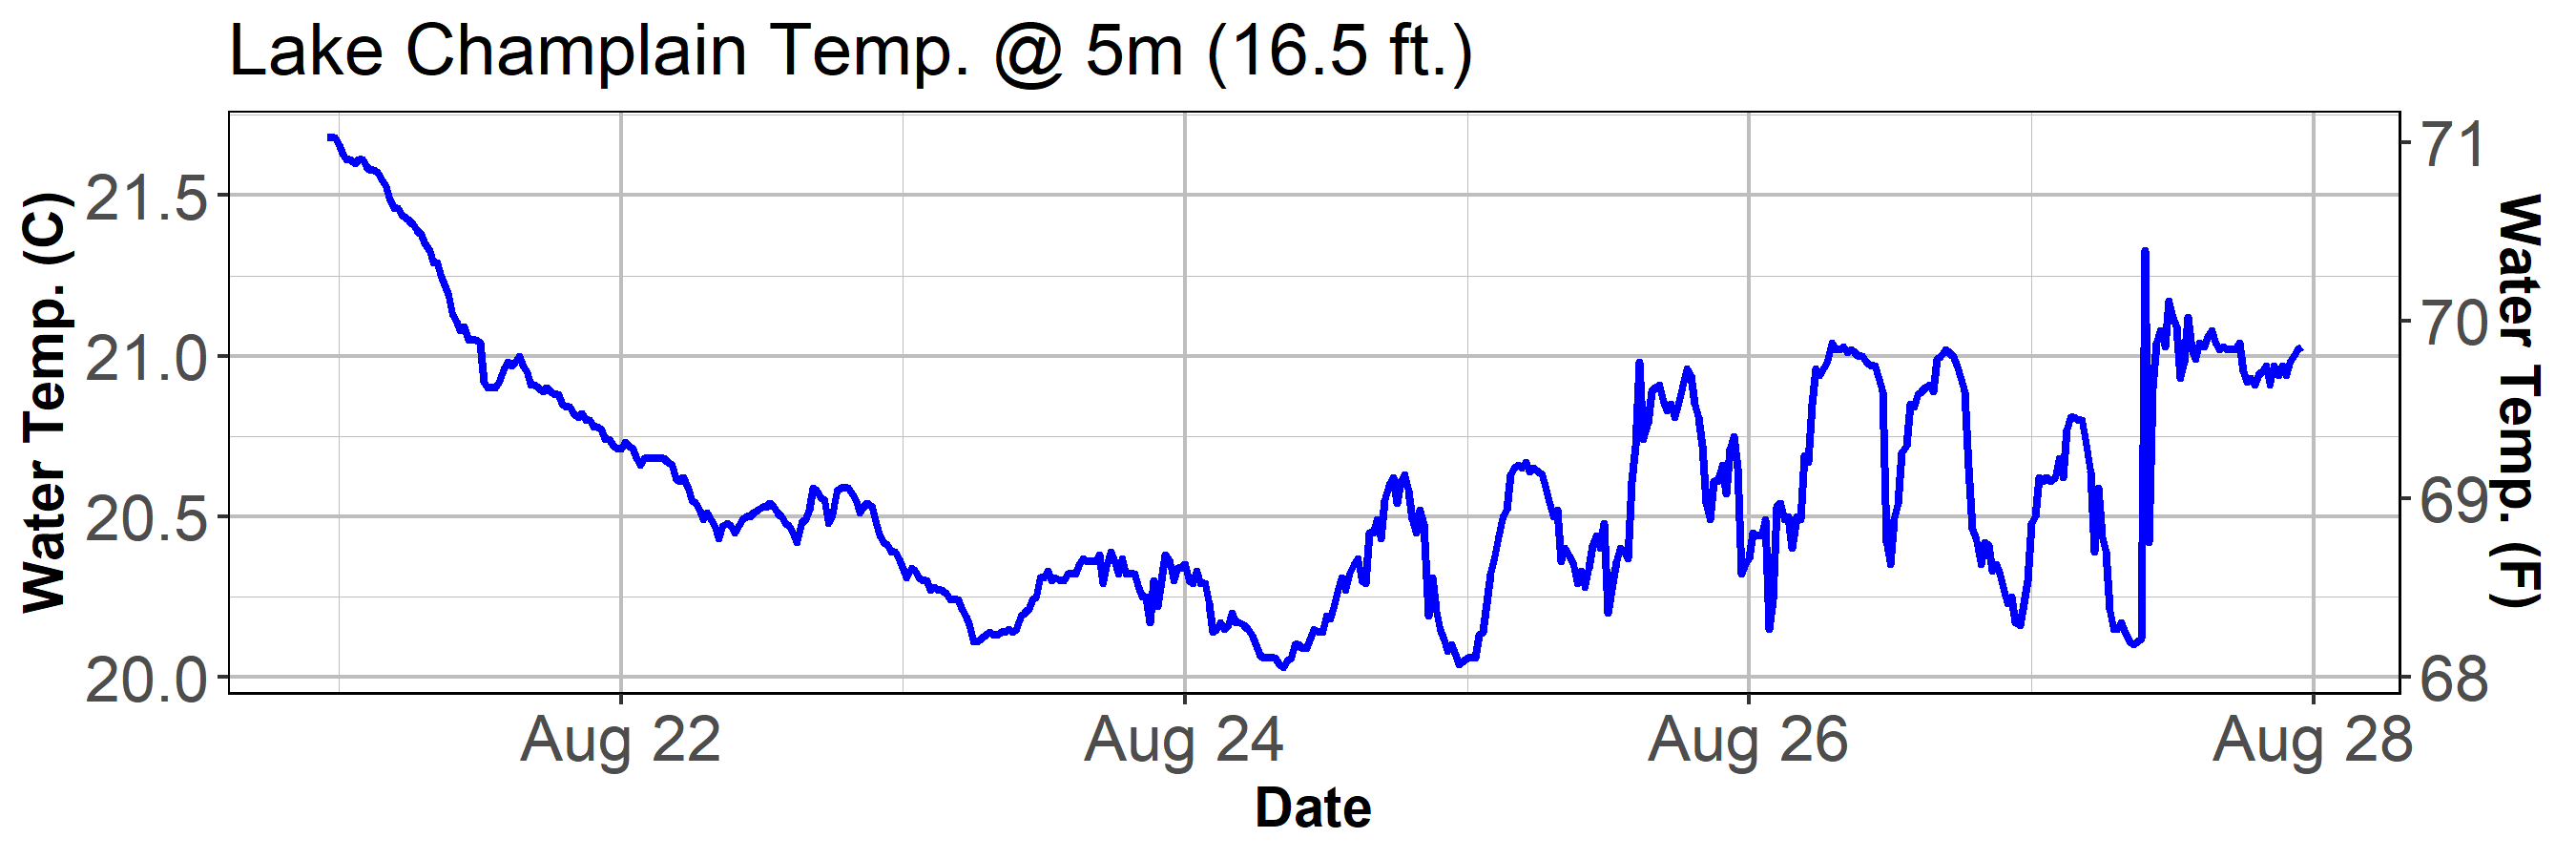 Lake Champlain Temp. @ 5m (16.5 ft.)
Water Temp. (C)
21.5
21.0
20.5
20.0
71
70
69
68
Water Temp. (F)
Aug 22 Aug 24 Aug 26 Aug 28
Date